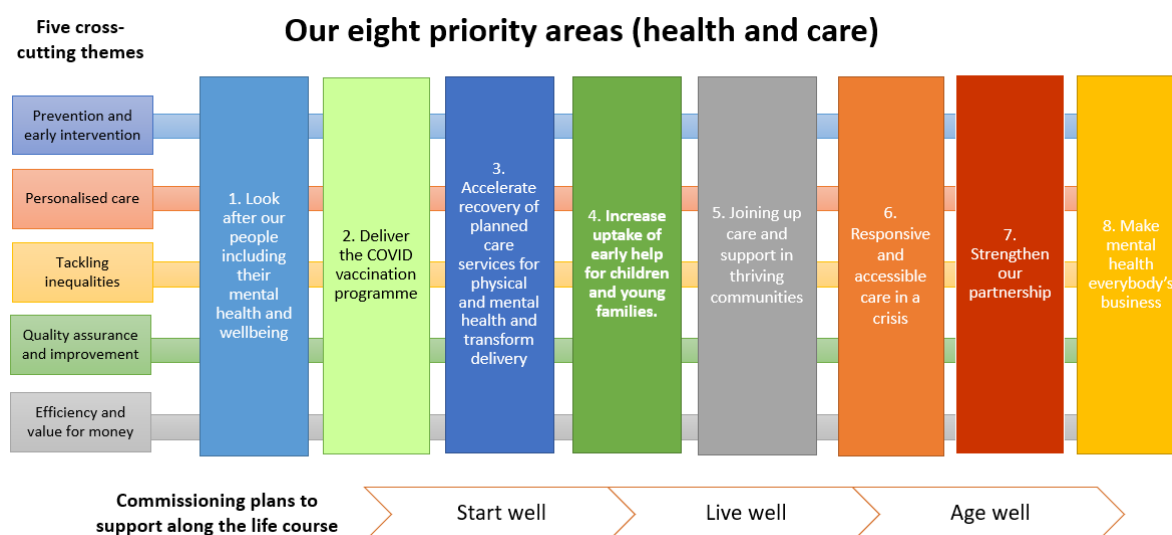 Five cross-
cutting themes
Our eight priority areas (health and care)
Prevention and
early intervention
Personalised care
Tackling
inequalities
Quality assurance
and improvement
Efficiency and
value for money
1. Look
after our
people
including
their
mental
health and
wellbeing
2. Deliver
the COVID
vaccination
programme
3.
Accelerate
recovery of
planned
care
services for
physical
and mental
health and
transform
delivery
4. Increase
uptake of
early help
for children
and young
families.
5. Joining up
care and
support in
thriving
communities
6.
Responsive
and
accessible
care in a
crisis
7.
Strengthen
our
partnership
8. Make
mental
health
everybody's
business
Commissioning plans to
support along the life course
Start well
Live well
Age well